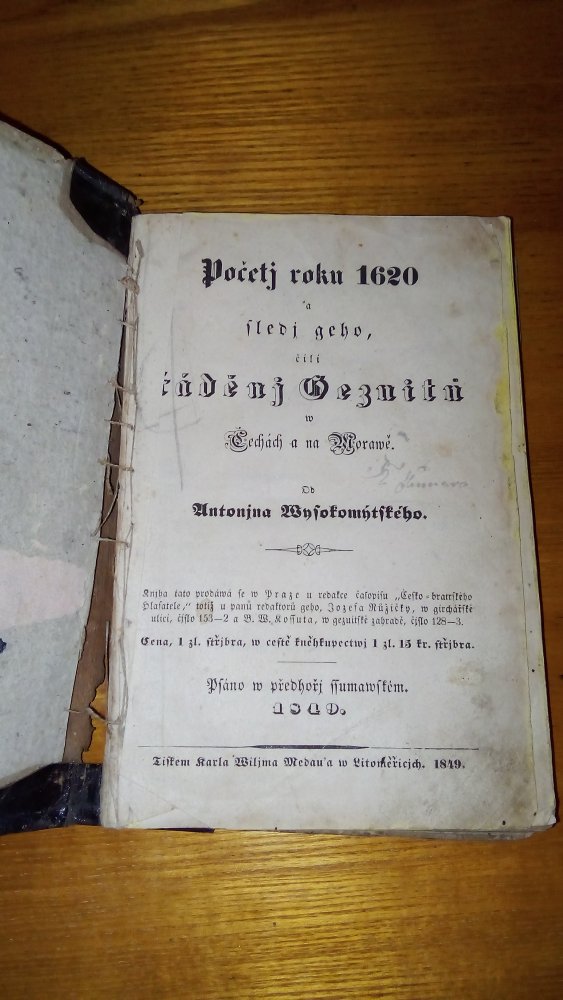 Početj roku 1620
a
sledj geho,
čili
řáděnj Gezuitů
w
Čechách a na Morawě.
Od
Antonjna Wysokomýtského.
Knjha tato prodáwá se w Praze u redakce časopisu „Česko-bratrského
Hlasatele," totiž u panů redaktorů geho, Jozefa Růžičky, w girchářské
ulici, čjslo 153—2 a B. W. Kossuta, w gezuitské zahradě, čjslo 128—3.
Cena, 1 zl. střjbra, w cestě kněhkupectwj 1 zl. 15 kr. střjbra.
Psáno w předhořj ssumawském.
1849.
Tiskem Karla Wiljma Medau'a w Litoměřicjch. 1849.